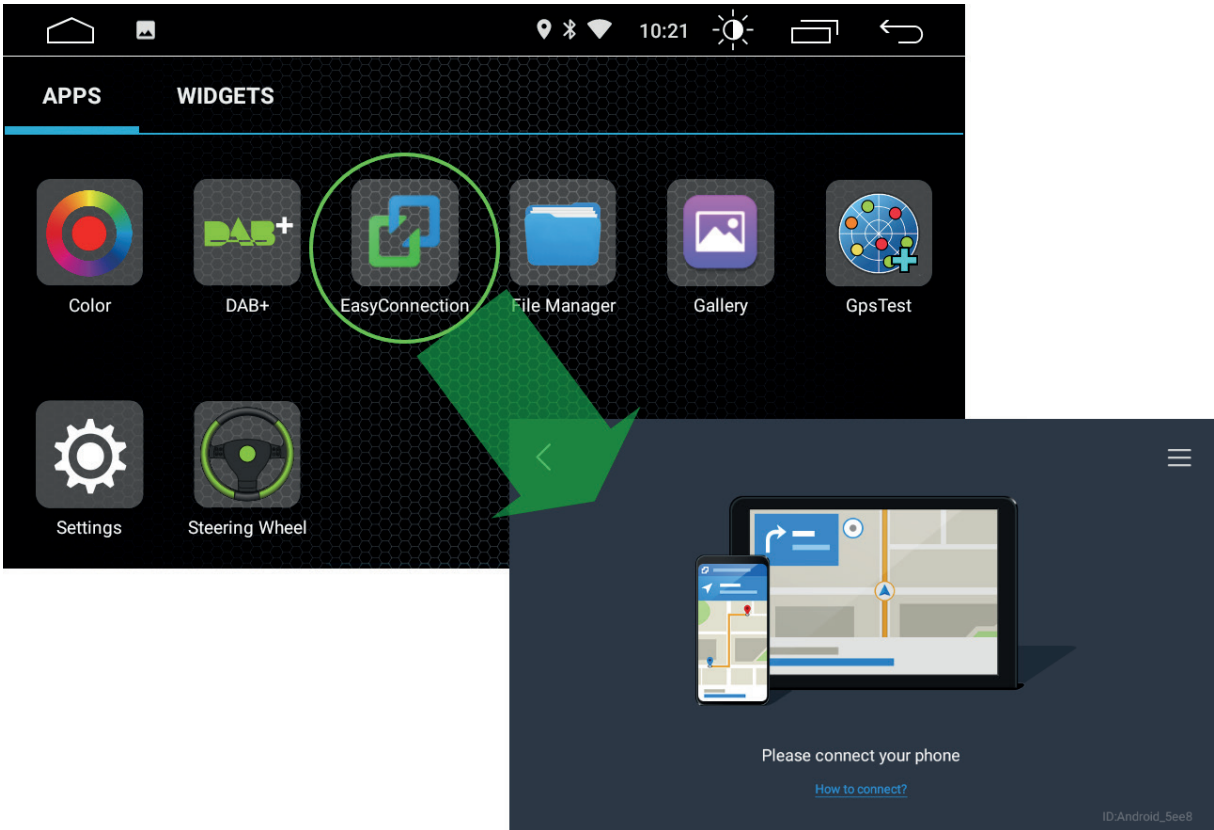 10:21
APPS WIDGETS
DAB+
Color DAB+ EasyConnection File Manager Gallery GpsTest
Settings Steering Wheel
Please connect your phone
How to connect?
ID:Android_5ee8